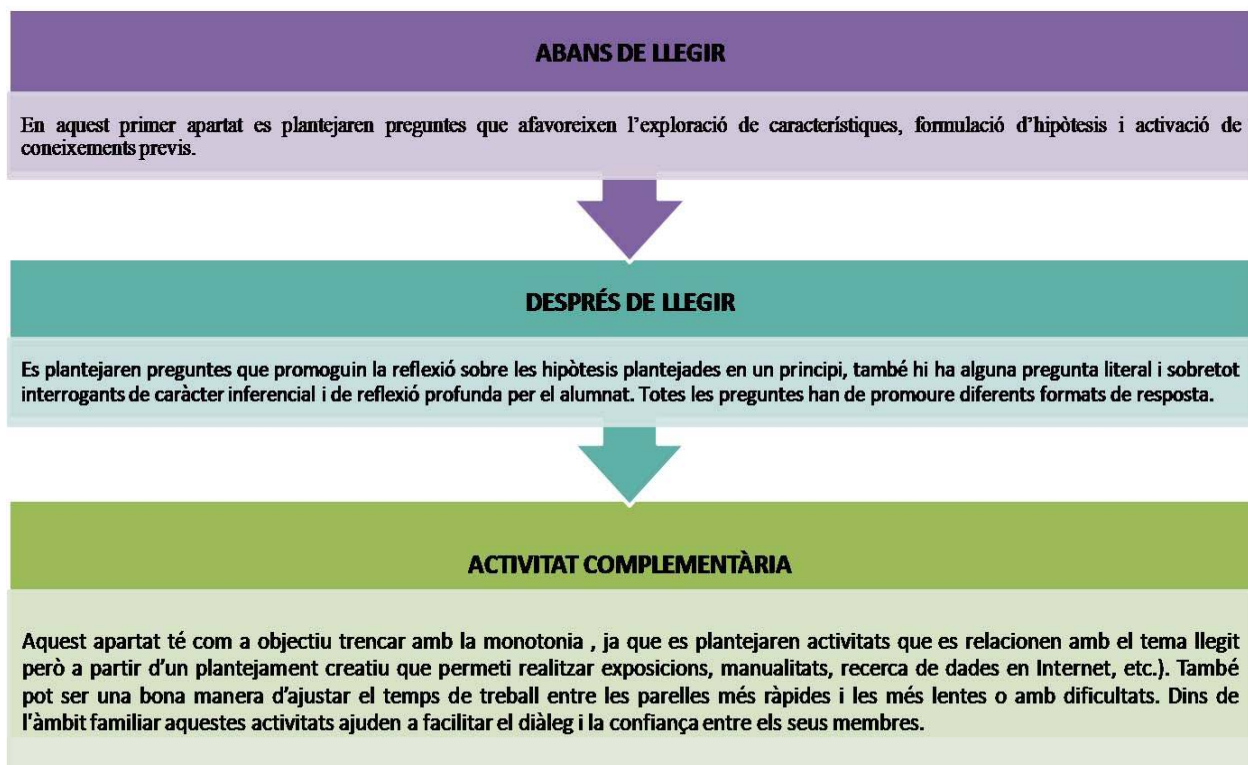 ABANS DE LLEGIR
En aquest primer apartat es plantejaren preguntes que afavoreixen l’exploració de característiques, formulació d’hipòtesis i activació de
coneixements previs.
DESPRÉS DE LLEGIR
Es plantejaren preguntes que promoguin la reflexió sobre les hipòtesis plantejades en un principi, també hi ha alguna pregunta literal i sobretot
interrogants de caràcter inferencial i de reflexió profunda per el alumnat. Totes les preguntes han de promoure diferents formats de resposta.
ACTIVITAT COMPLEMENTÀRIA
Aquest apartat té com a objectiu trencar amb la monotonia , ja que es plantejaren activitats que es relacionen amb el tema llegit
però a partir d’un plantejament creatiu que permeti realitzar exposicions, manualitats, recerca de dades en Internet, etc.). També
pot ser una bona manera d’ajustar el temps de treball entre les parelles més ràpides i les més lentes o amb dificultats. Dins de
l’àmbit familiar aquestes activitats ajuden a facilitar el diàleg i la confiança entre els seus membres.